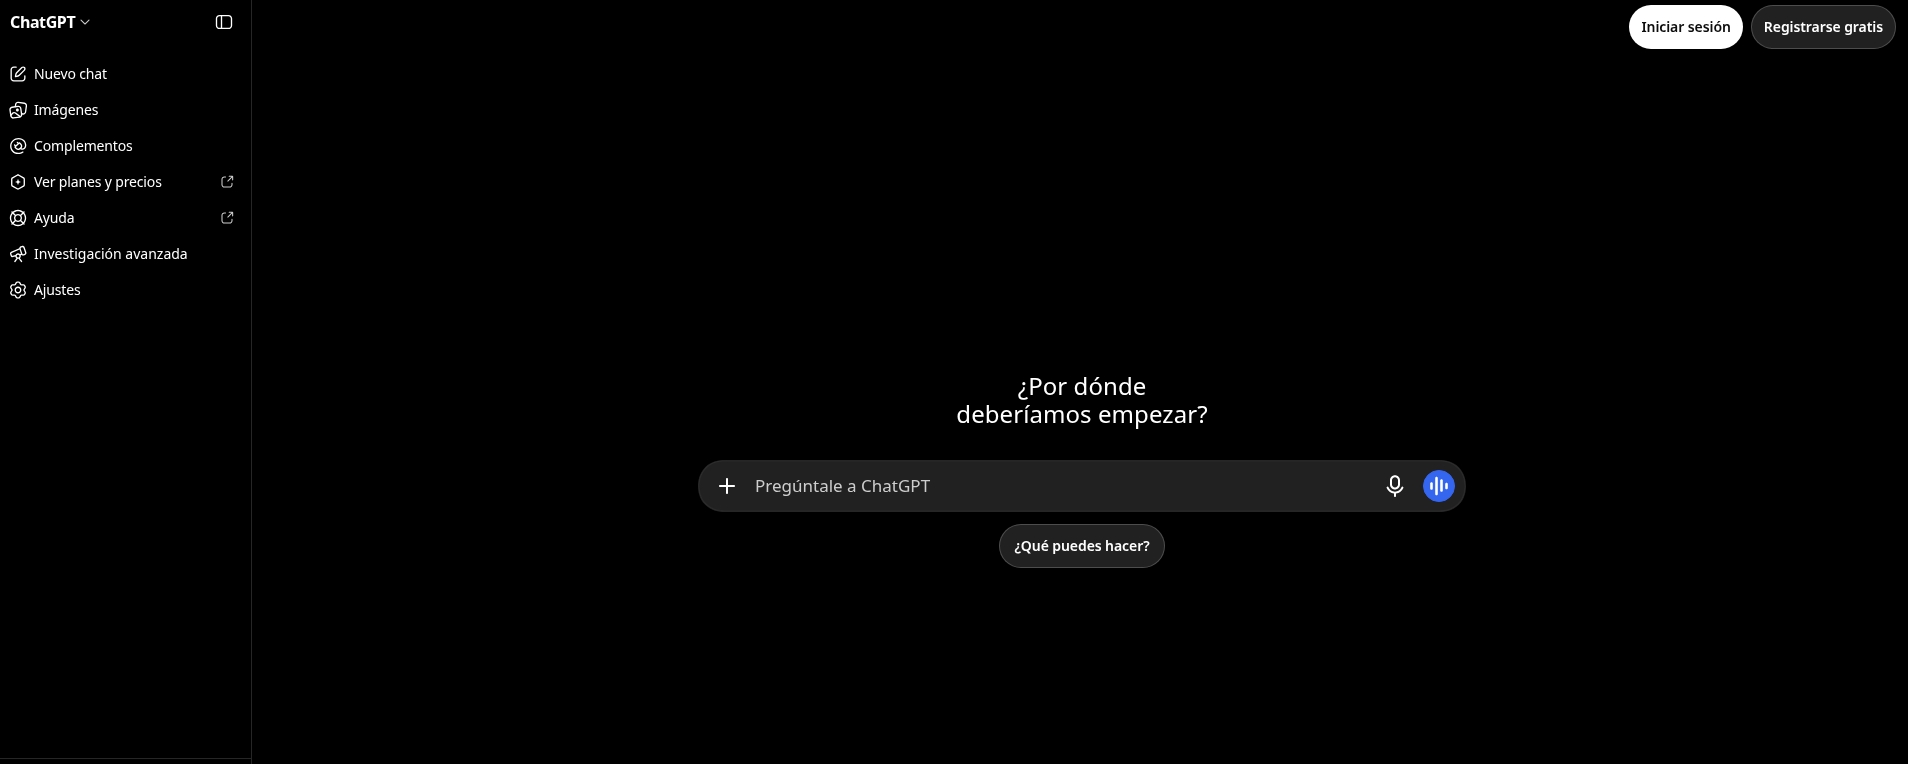 ChatGPT
Nuevo chat
Imágenes
Complementos
Ver planes y precios
Ayuda
Investigación avanzada
Ajustes
Iniciar sesión
Registrarse gratis
¿Por dónde
deberíamos empezar?
Pregúntale a ChatGPT
¿Qué puedes hacer?